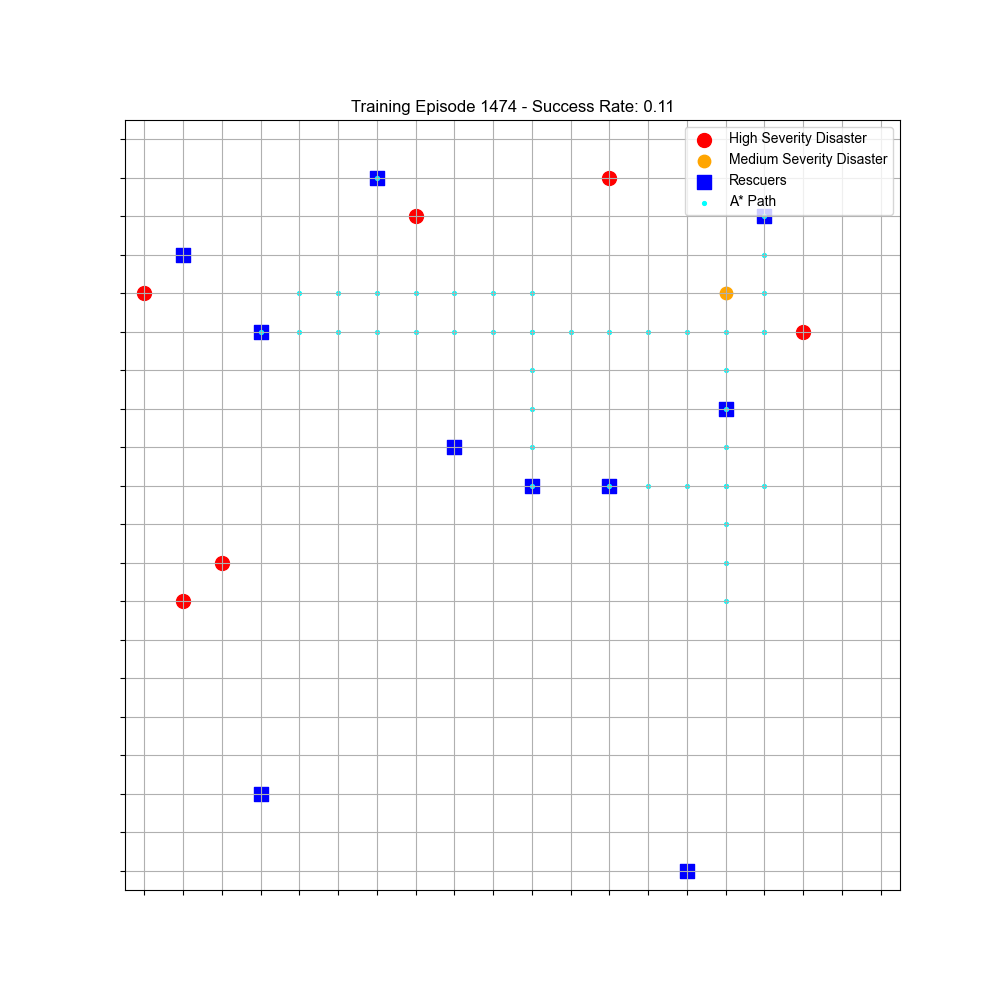 Training Episode 1474 - Success Rate: 0.11
High Severity Disaster
Medium Severity Disaster
Rescuers
A* Path